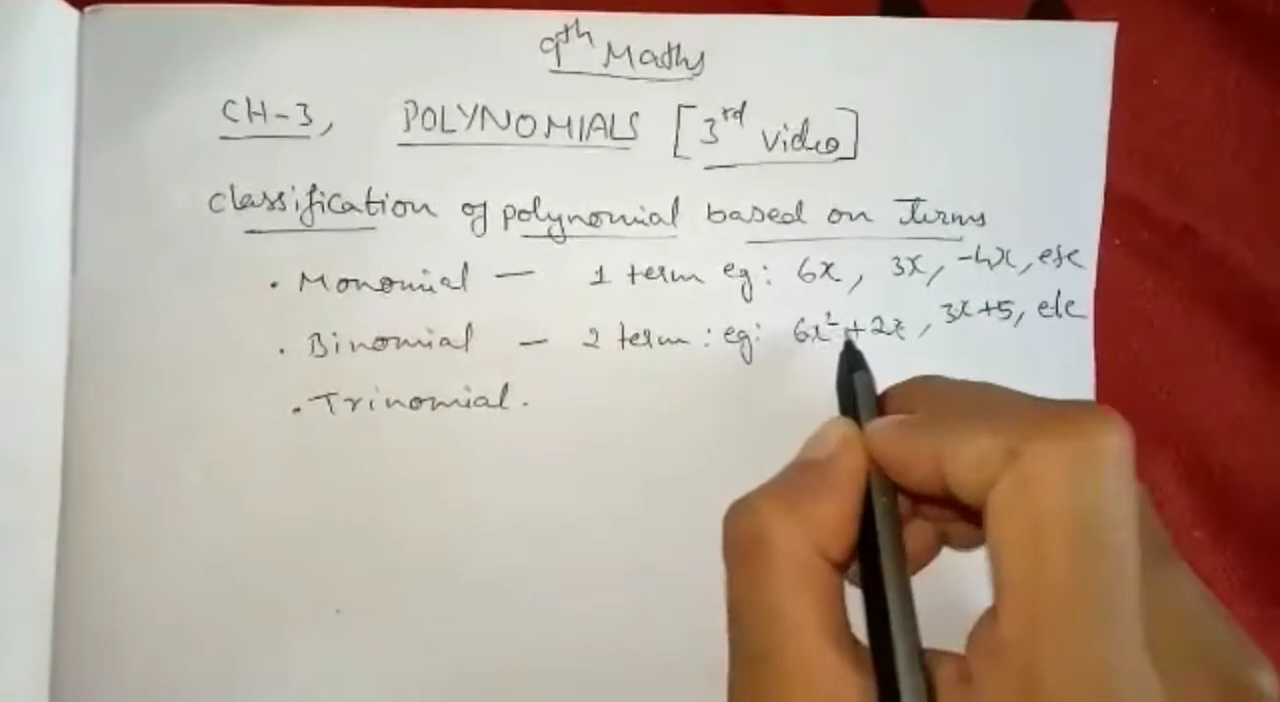 9th Maths
CH-3, POLYNOMIALS [3rd video]
classification of polynomial based on Terms
• Monomial — 1 term eg: 6x, 3x, -4x, etc
• Binomial — 2 term : eg: 6x²+2x, 3x+5, etc
• Trinomial.